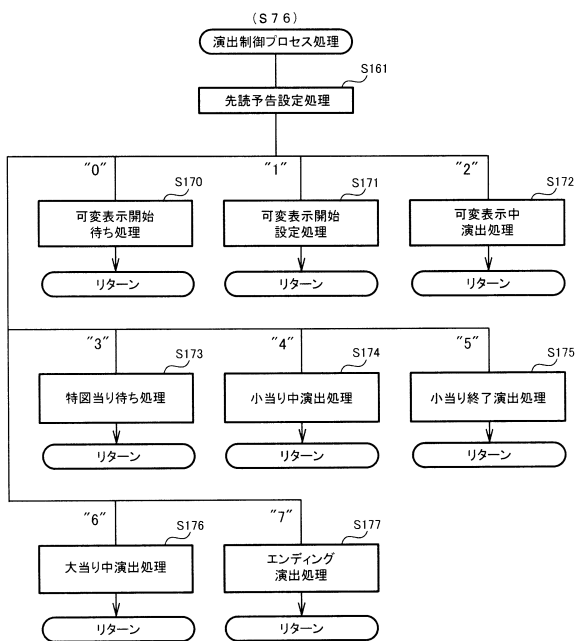 (S76)
演出制御プロセス処理
S161
先読予告設定処理
"0"
"1"
"2"
S170
S171
S172
可変表示開始
待ち処理
可変表示開始
設定処理
可変表示中
演出処理
リターン
リターン
リターン
"3"
"4"
"5"
S173
S174
S175
特図当り待ち処理
小当り中演出処理
小当り終了演出処理
リターン
リターン
リターン
"6"
"7"
S176
S177
大当り中演出処理
エンディング
演出処理
リターン
リターン